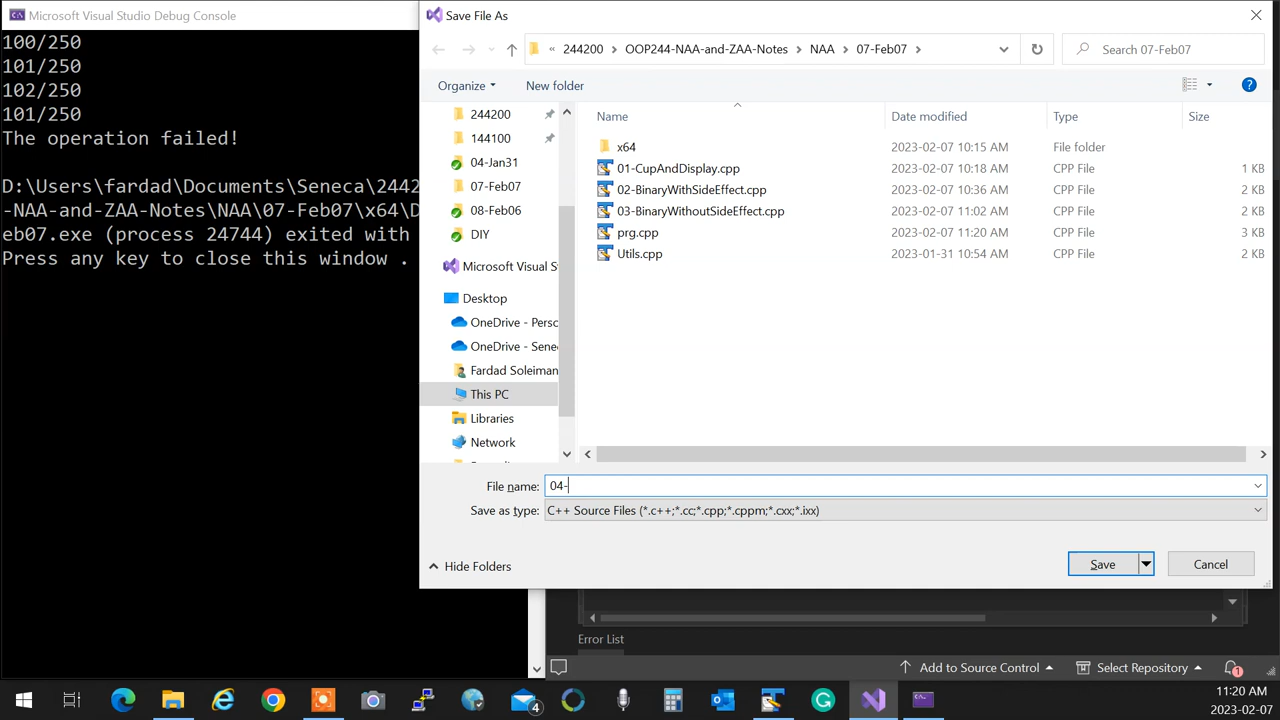 Microsoft Visual Studio Debug Console
100/250
101/250
102/250
101/250
The operation failed!
D:\Users\fardad\Documents\Seneca\2442
-NAA-and-ZAA-Notes\NAA\07-Feb07\x64\D
eb07.exe (process 24744) exited with
Press any key to close this window .
Save File As
« 244200 > OOP244-NAA-and-ZAA-Notes > NAA > 07-Feb07 >
Search 07-Feb07
Organize
New folder
244200
144100
04-Jan31
07-Feb07
08-Feb06
DIY
Microsoft Visual S
Desktop
OneDrive - Perso
OneDrive - Sene
Fardad Soleiman
This PC
Libraries
Network
Name Date modified Type Size
x64 2023-02-07 10:15 AM File folder
01-CupAndDisplay.cpp 2023-02-07 10:18 AM CPP File 1 KB
02-BinaryWithSideEffect.cpp 2023-02-07 10:36 AM CPP File 2 KB
03-BinaryWithoutSideEffect.cpp 2023-02-07 11:02 AM CPP File 2 KB
prg.cpp 2023-02-07 11:20 AM CPP File 3 KB
Utils.cpp 2023-01-31 10:54 AM CPP File 2 KB
File name: 04-
Save as type: C++ Source Files (*.c++;*.cc;*.cpp;*.cppm;*.cxx;*.ixx)
Hide Folders
Save
Cancel
Error List
Add to Source Control
Select Repository
1
4
11:20 AM
2023-02-07